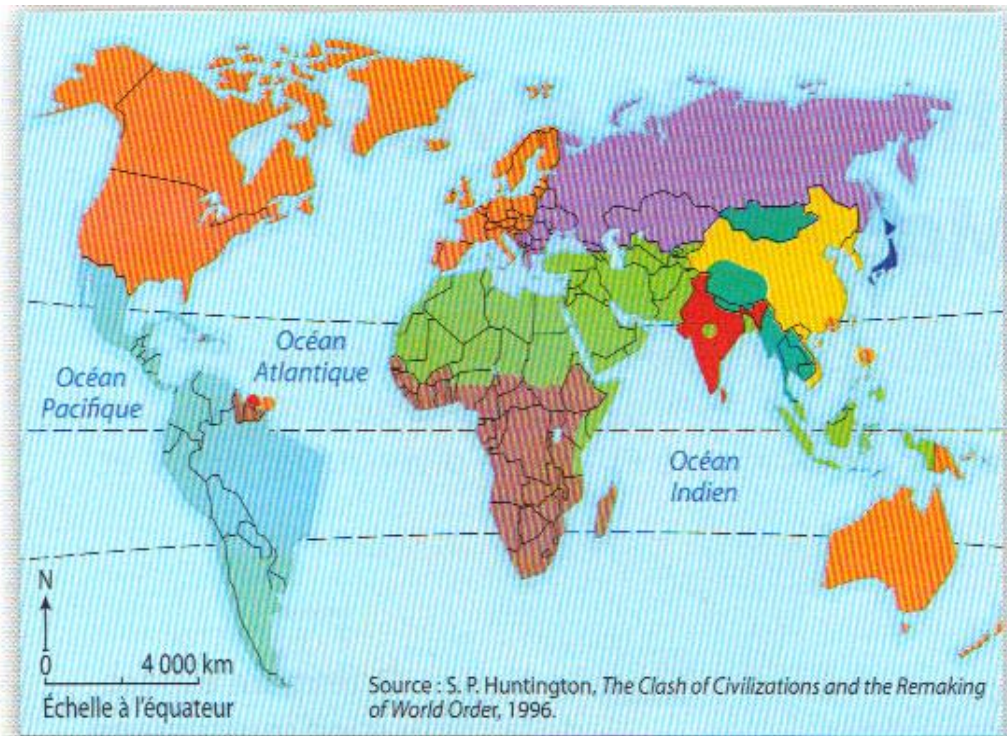 Océan
Atlantique
Océan
Pacifique
Océan
Indien
N
0
4 000 km
Échelle à l'équateur
Source : S. P. Huntington, The Clash of Civilizations and the Remaking
of World Order, 1996.